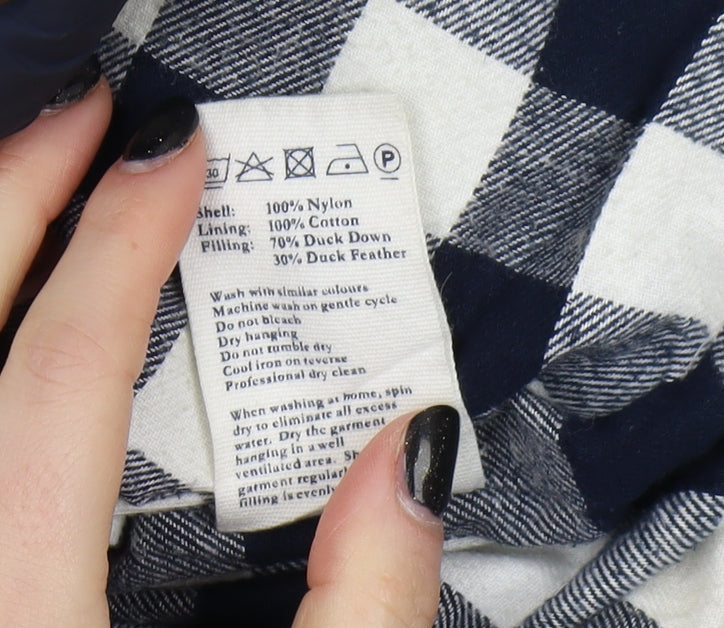 30 P
Shell: 100% Nylon
Lining: 100% Cotton
Filling: 70% Duck Down
30% Duck Feather
Wash with similar colours
Machine wash on gentle cycle
Do not bleach
Dry hanging
Do not tumble dry
Cool iron on reverse
Professional dry clean
When washing at home, spin
dry to eliminate all excess
water. Dry the garment
hanging in a well
ventilated area.
garment
filling is evenly